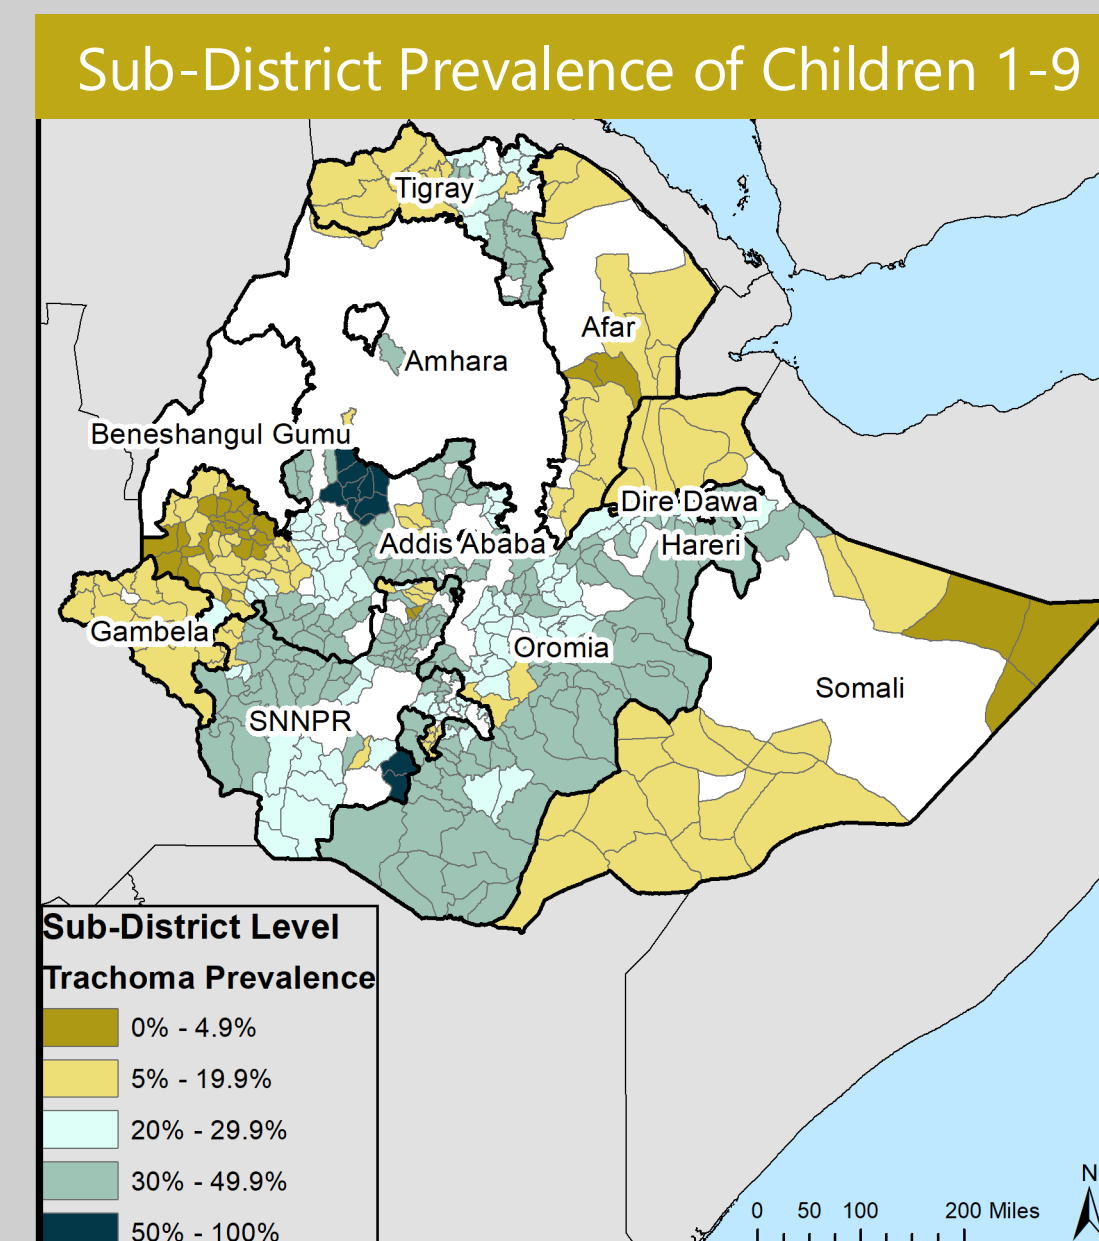 Sub-District Prevalence of Children 1-9
Tigray
Afar
Amhara
Beneshangul Gumu
Dire Dawa
Addis Ababa
Hareri
Gambela
Oromia
Somali
SNNPR
Sub-District Level
Trachoma Prevalence
0% - 4.9%
5% - 19.9%
20% - 29.9%
30% - 49.9%
50% - 100%
N
0 50 100 200 Miles